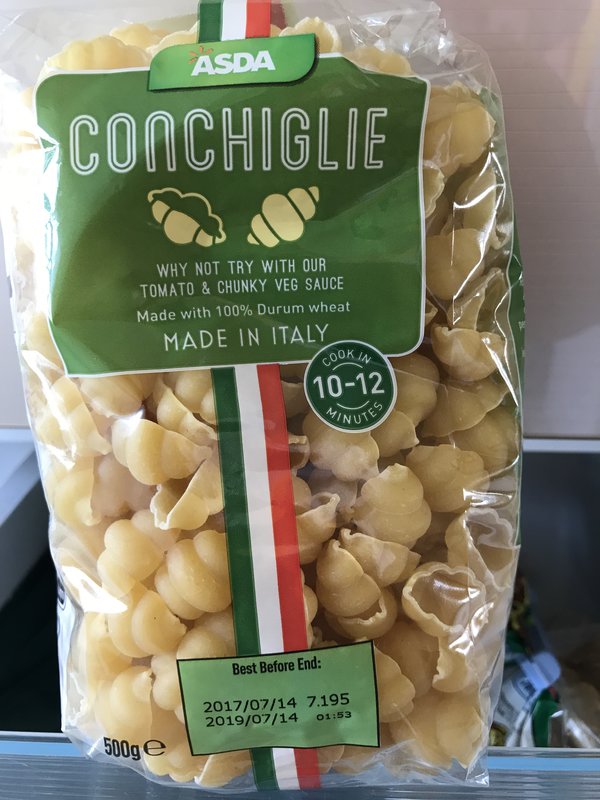 ASDA
CONCHIGLIE
WHY NOT TRY WITH OUR
TOMATO & CHUNKY VEG SAUCE
Made with 100% Durum wheat
MADE IN ITALY
COOK IN
10-12
MINUTES
Best Before End:
2017/07/14 7.195
2019/07/14 01:53
500g e